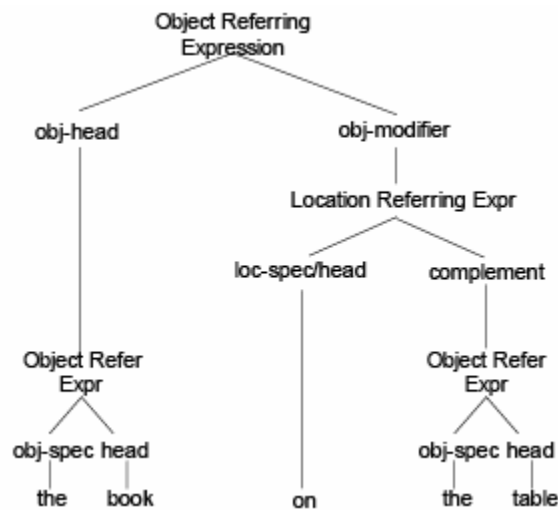 Object Referring
Expression
obj-head obj-modifier
Location Referring Expr
loc-spec/head complement
Object Refer Object Refer
Expr Expr
obj-spec head obj-spec head
the book on the table